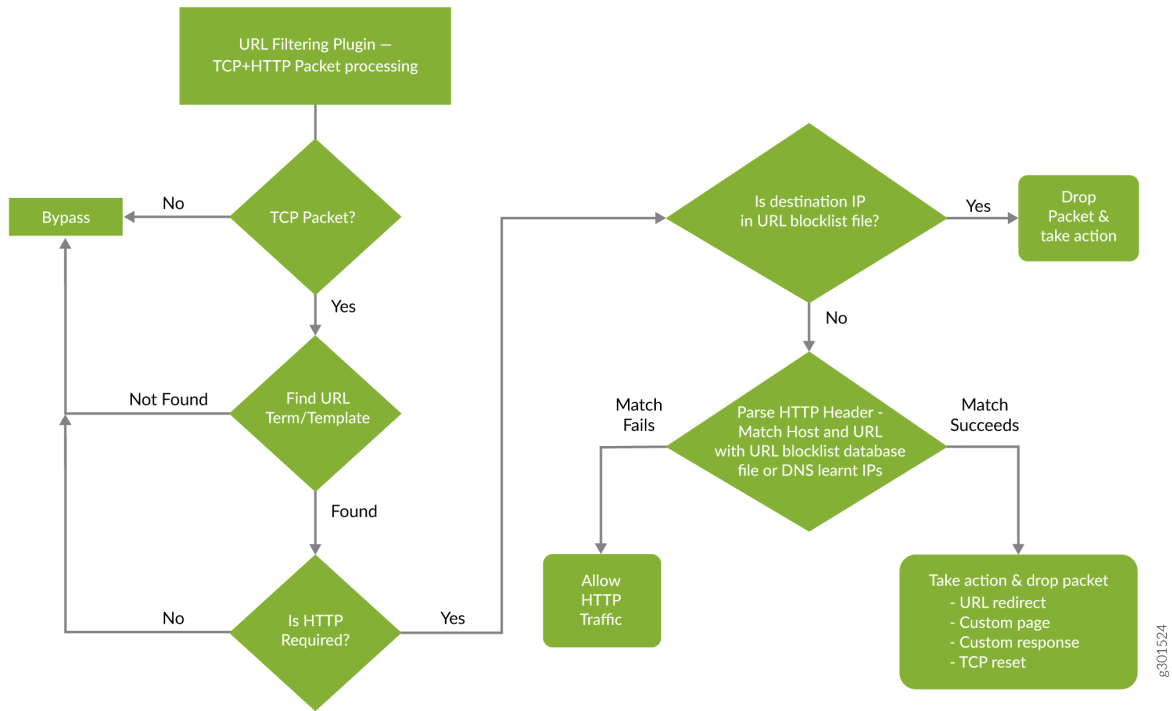 URL Filtering Plugin —
TCP+HTTP Packet processing
TCP Packet?
No
Bypass
Yes
Find URL
Term/Template
Not Found
Found
Is HTTP
Required?
No
Yes
Is destination IP
in URL blocklist file?
Yes
Drop
Packet &
take action
No
Parse HTTP Header -
Match Host and URL
with URL blocklist database
file or DNS learnt IPs
Match
Fails
Match
Succeeds
Allow
HTTP
Traffic
Take action & drop packet
- URL redirect
- Custom page
- Custom response
- TCP reset
g301524